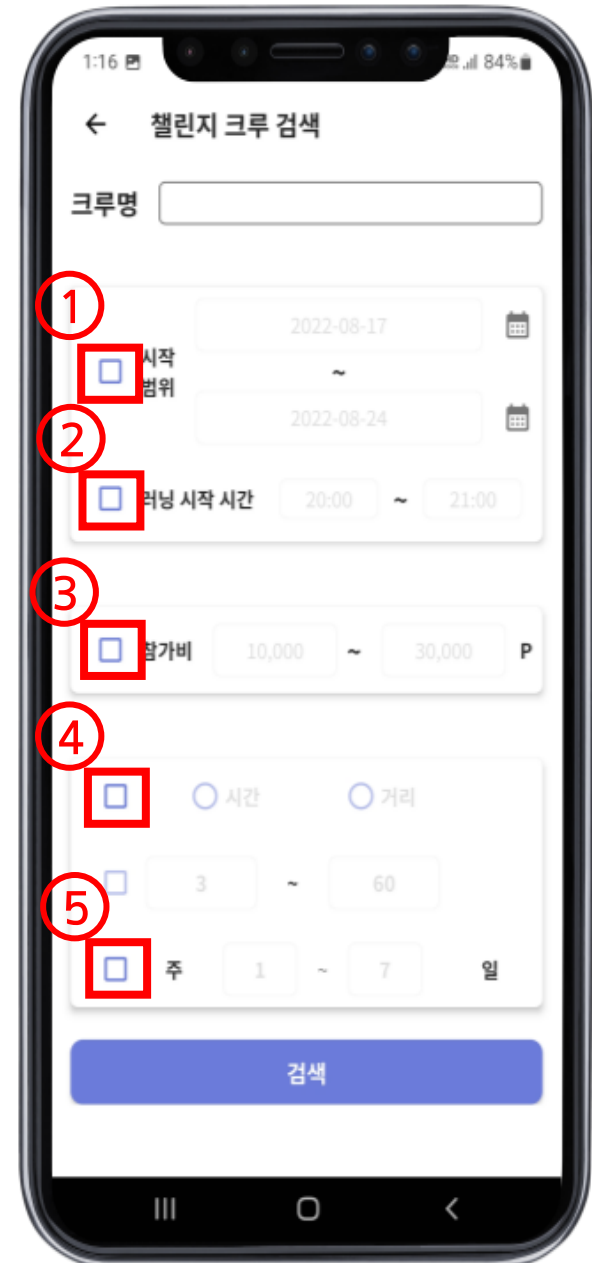 1:16
84%
챌린지 크루 검색
크루명
①
2022-08-17
시작
범위
~
2022-08-24
②
러닝 시작 시간 20:00 ~ 21:00
③
참가비 10,000 ~ 30,000 P
④
시간 거리
3 ~ 60
⑤
주 1 ~ 7 일
검색